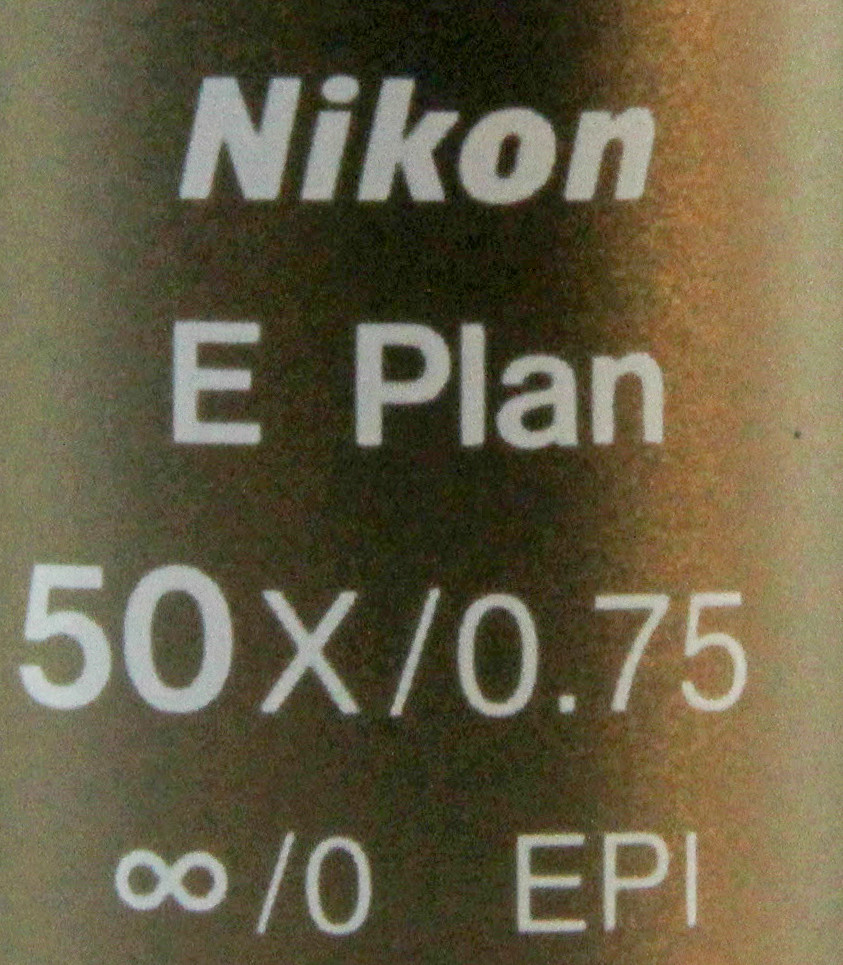 Nikon
E Plan
50X/0.75
∞/0 EPI